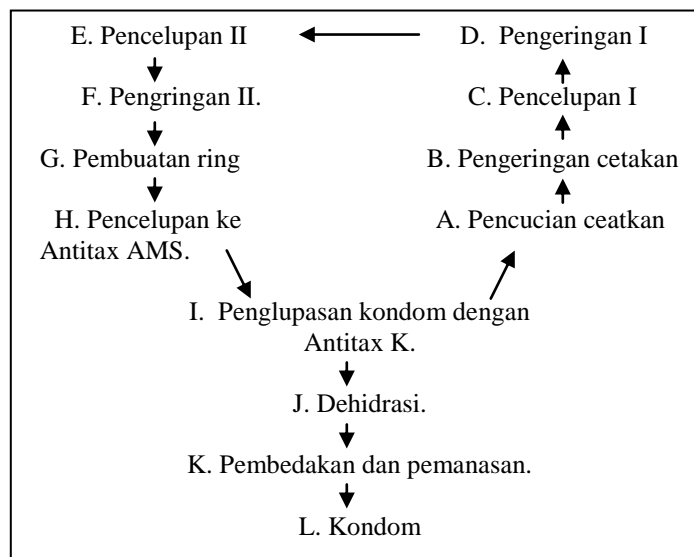 E. Pencelupan II
D. Pengeringan I
F. Pengringan II.
C. Pencelupan I
G. Pembuatan ring
B. Pengeringan cetakan
H. Pencelupan ke
Antitax AMS.
A. Pencucian ceatkan
I. Penglupasan kondom dengan
Antitax K.
J. Dehidrasi.
K. Pembedakan dan pemanasan.
L. Kondom